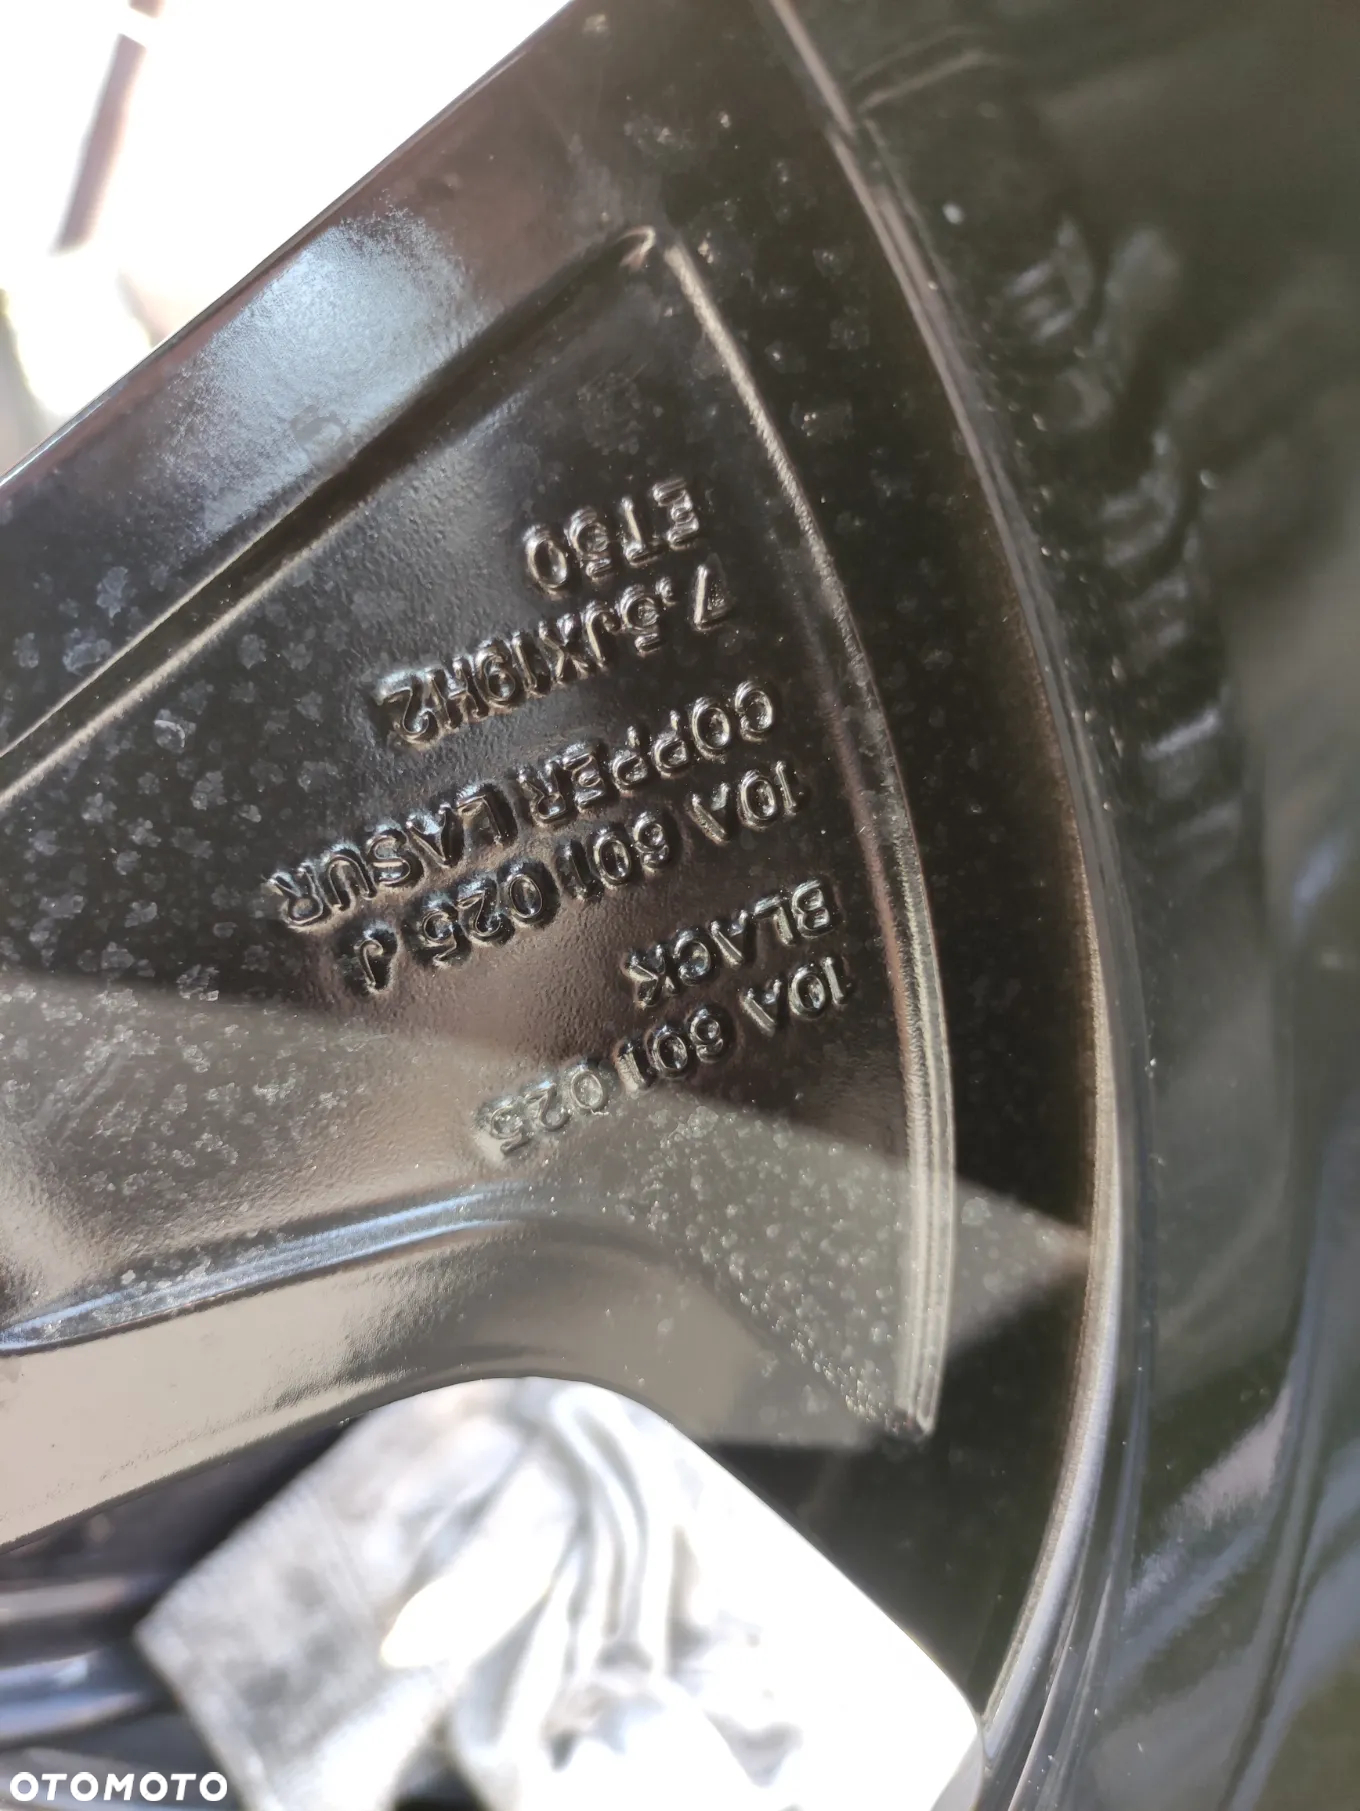 10A 601 025
BLACK
10A 601 025 J
COPPER LASUR
7,5JX19H2
ET50
OTOMOTO